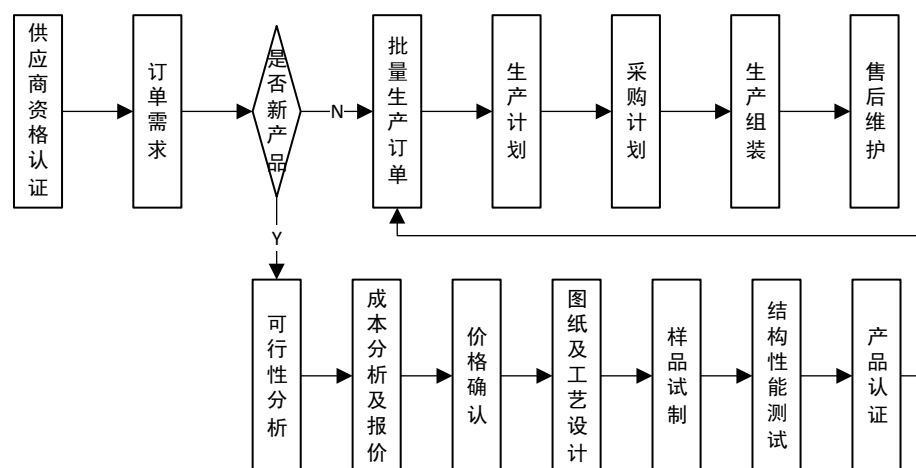 供应商资格认证
订单需求
是否新产品
N
批量生产订单
生产计划
采购计划
生产组装
售后维护
Y
可行性分析
成本分析及报价
价格确认
图纸及工艺设计
样品试制
结构性能测试
产品认证